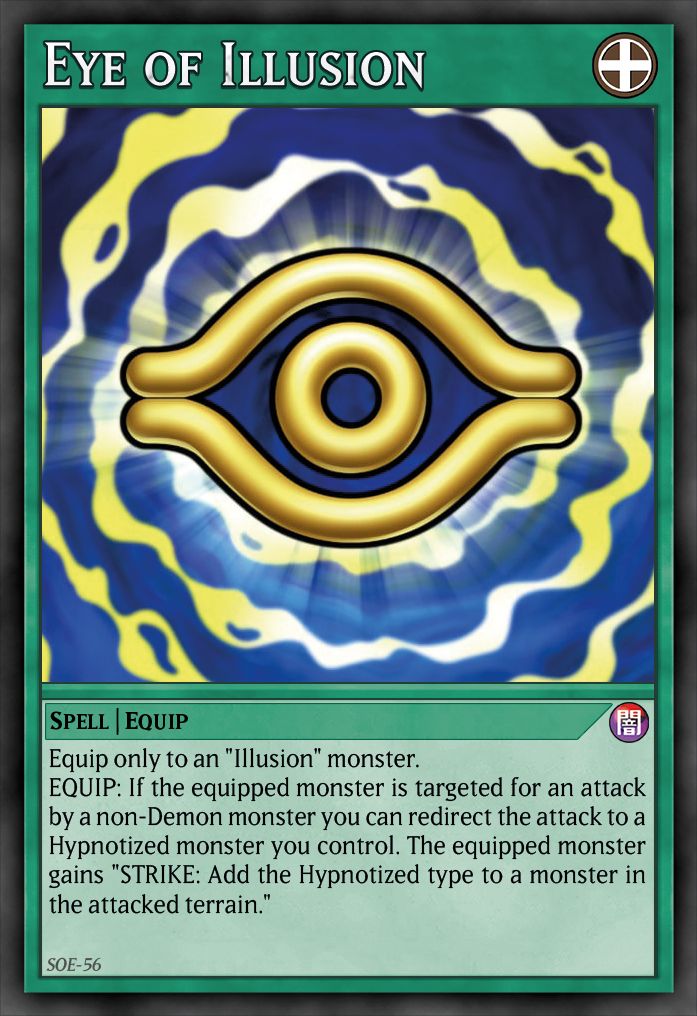 Eye of Illusion
Spell | Equip
闇
Equip only to an "Illusion" monster.
EQUIP: If the equipped monster is targeted for an attack
by a non-Demon monster you can redirect the attack to a
Hypnotized monster you control. The equipped monster
gains "STRIKE: Add the Hypnotized type to a monster in
the attacked terrain."
SOE-56